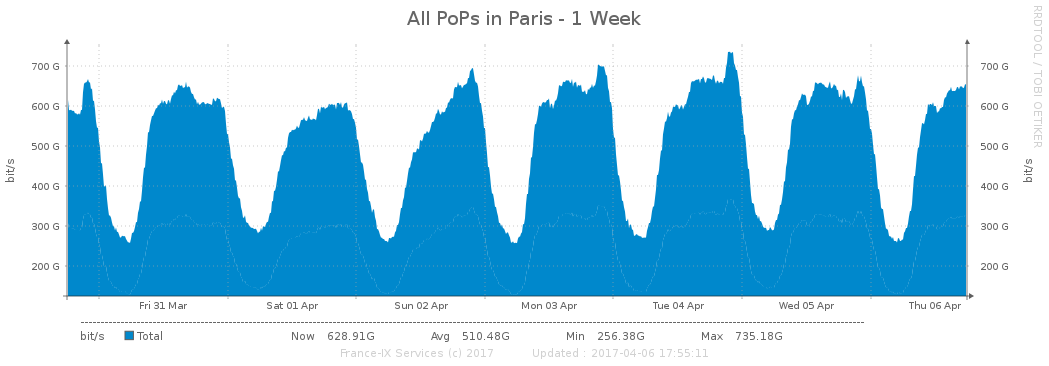 All PoPs in Paris - 1 Week
RRDTOOL / TOBI OETIKER
bit/s
700 G 700 G
600 G 600 G
500 G 500 G
400 G 400 G
300 G 300 G
200 G 200 G
bit/s
Fri 31 Mar Sat 01 Apr Sun 02 Apr Mon 03 Apr Tue 04 Apr Wed 05 Apr Thu 06 Apr
bit/s Total Now 628.91G Avg 510.48G Min 256.38G Max 735.18G
France-IX Services (c) 2017 Updated : 2017-04-06 17:55:11